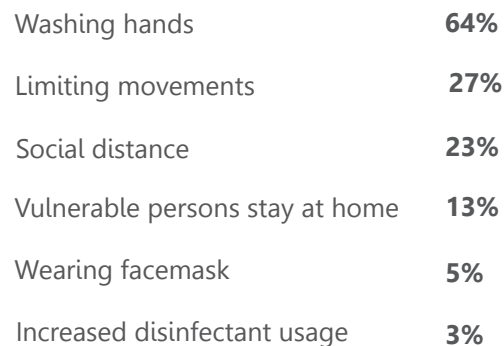 Washing hands 64%
Limiting movements 27%
Social distance 23%
Vulnerable persons stay at home 13%
Wearing facemask 5%
Increased disinfectant usage 3%